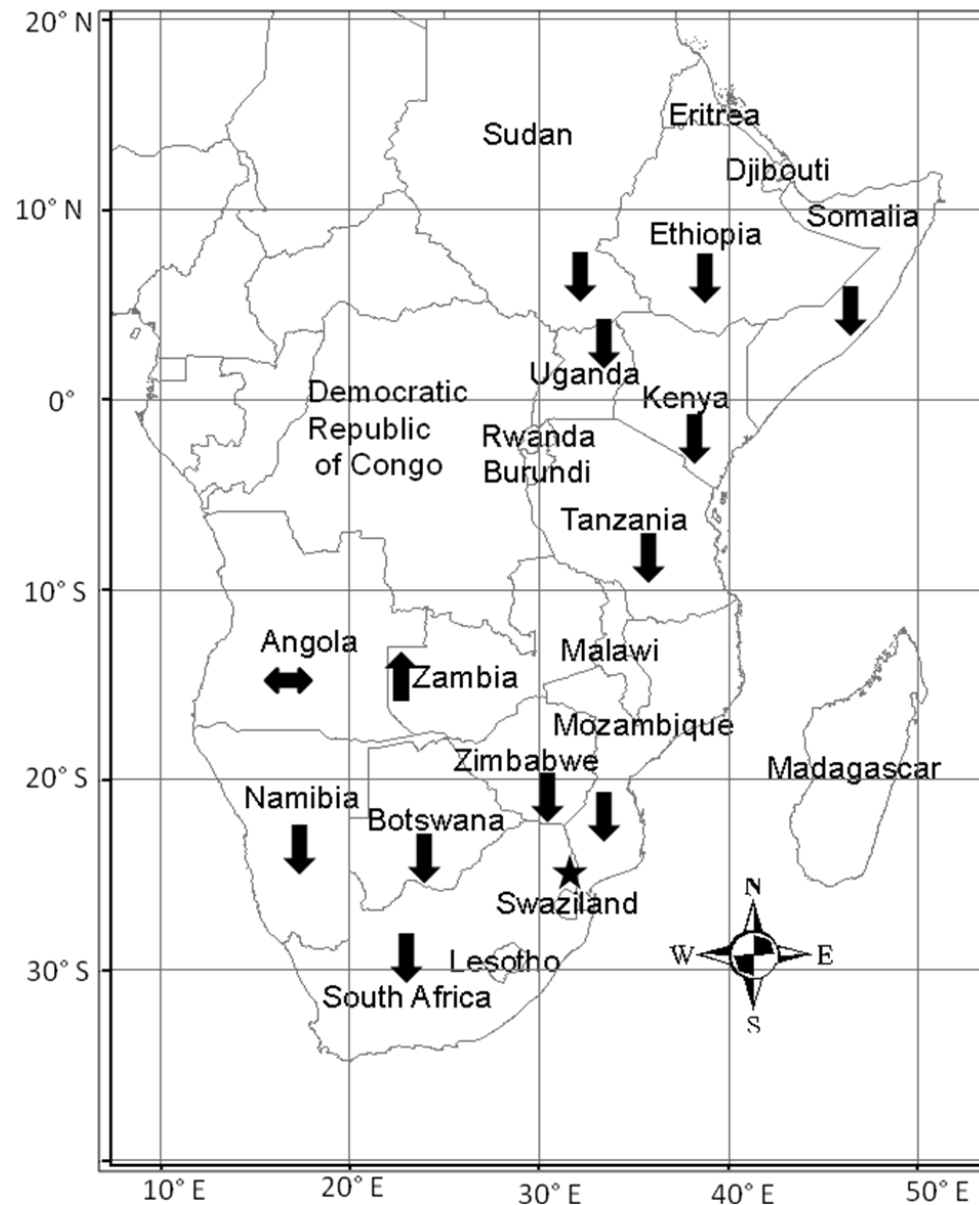 20° N
Eritrea
Sudan
Djibouti
10° N
Somalia
Ethiopia
Uganda
0°
Kenya
Democratic
Republic
of Congo
Rwanda
Burundi
Tanzania
10° S
Angola
Malawi
Zambia
Mozambique
Zimbabwe
20° S
Madagascar
Namibia
Botswana
Swaziland
N
W
E
S
Lesotho
30° S
South Africa
10° E
20° E
30° E
40° E
50° E